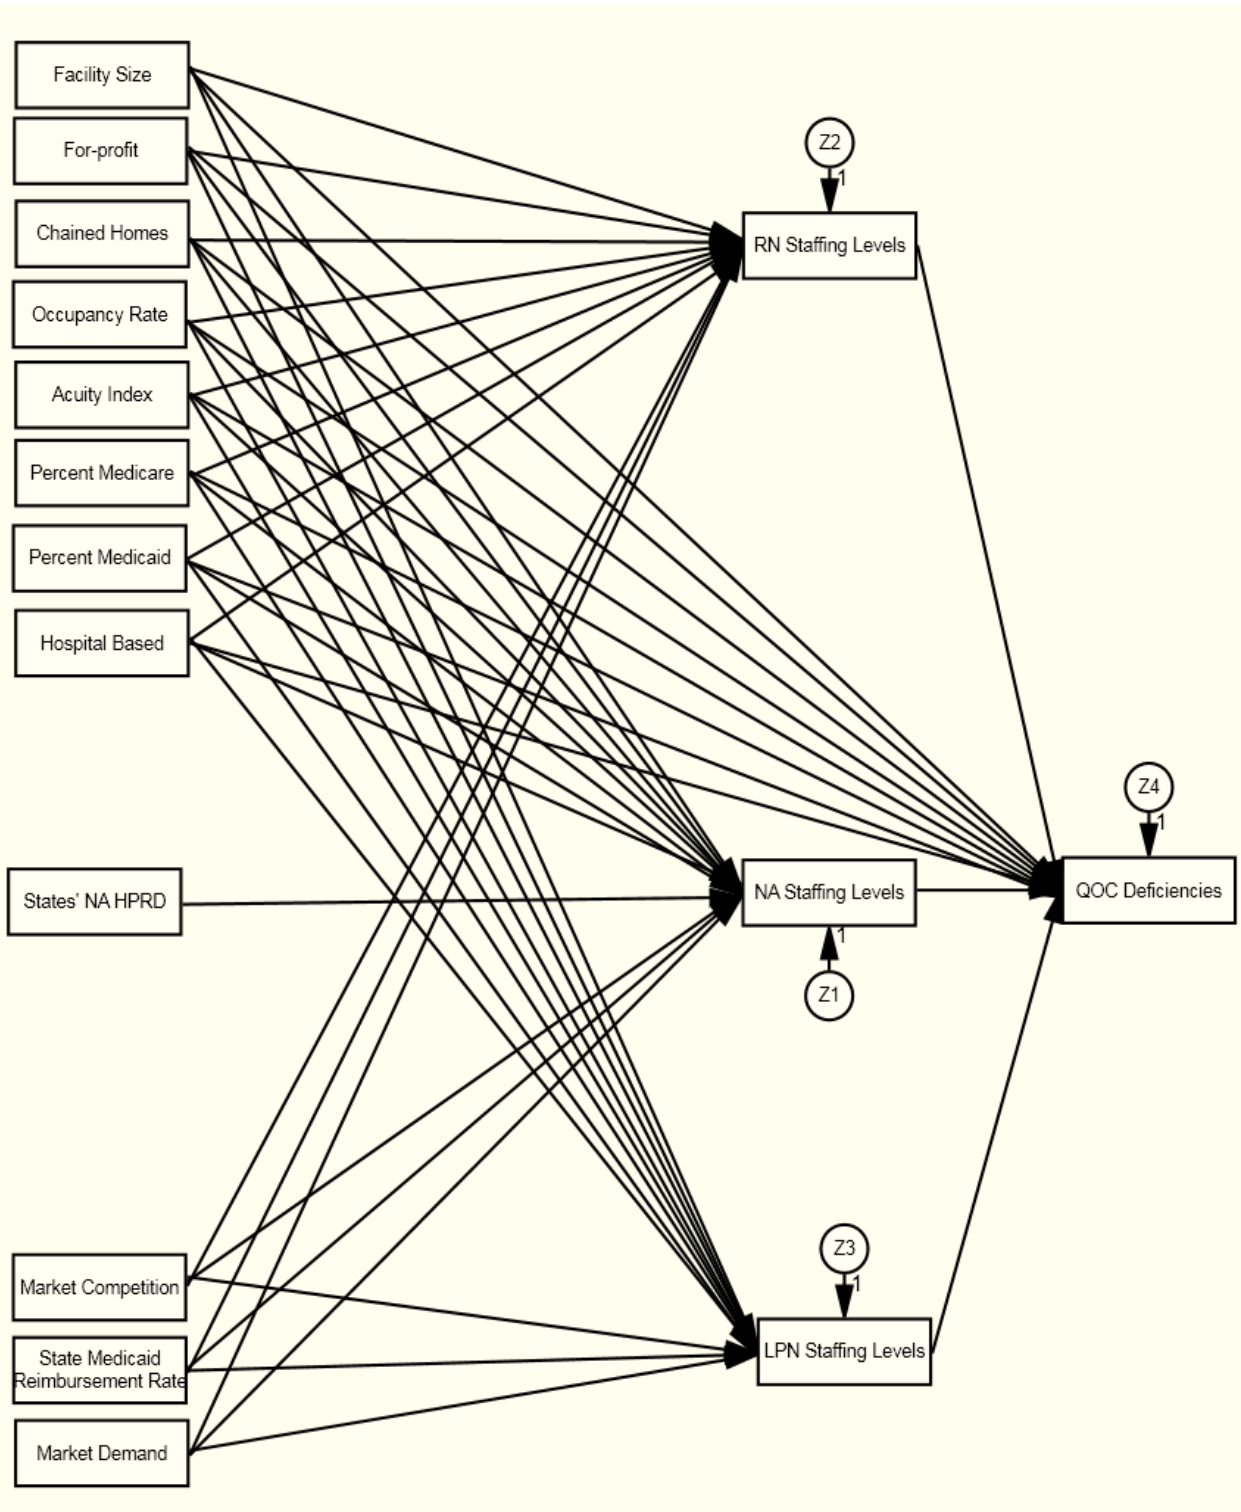 Facility Size
For-profit
Chained Homes
Occupancy Rate
Acuity Index
Percent Medicare
Percent Medicaid
Hospital Based
States' NA HPRD
Market Competition
State Medicaid
Reimbursement Rate
Market Demand
Z2
1
RN Staffing Levels
NA Staffing Levels
1
Z1
Z3
1
LPN Staffing Levels
Z4
1
QOC Deficiencies